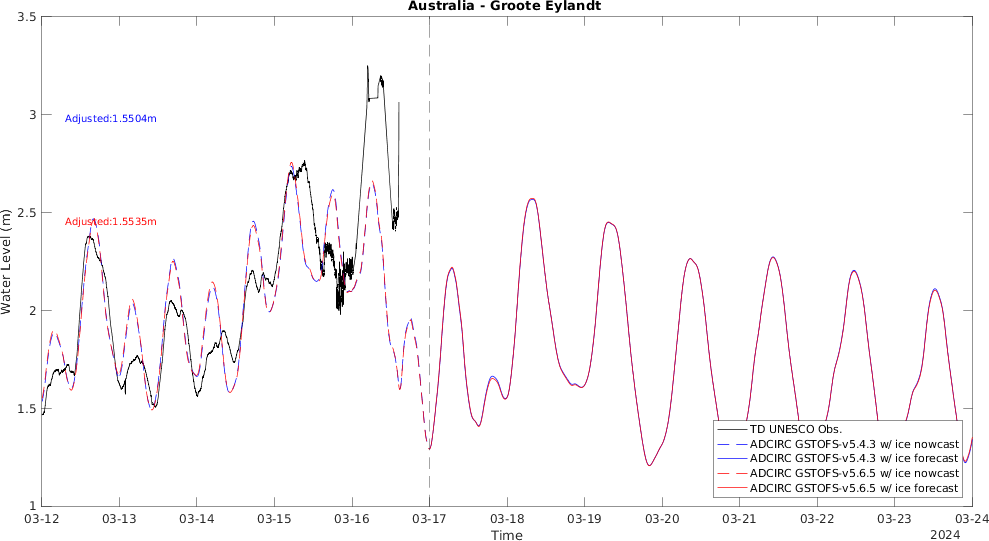 Australia - Groote Eylandt
3.5
3
2.5
2
1.5
1
Water Level (m)
Adjusted:1.5504m
Adjusted:1.5535m
TD UNESCO Obs.
ADCIRC GSTOFS-v5.4.3 w/ ice nowcast
ADCIRC GSTOFS-v5.4.3 w/ ice forecast
ADCIRC GSTOFS-v5.6.5 w/ ice nowcast
ADCIRC GSTOFS-v5.6.5 w/ ice forecast
03-12 03-13 03-14 03-15 03-16 03-17 03-18 03-19 03-20 03-21 03-22 03-23 03-24
Time
2024